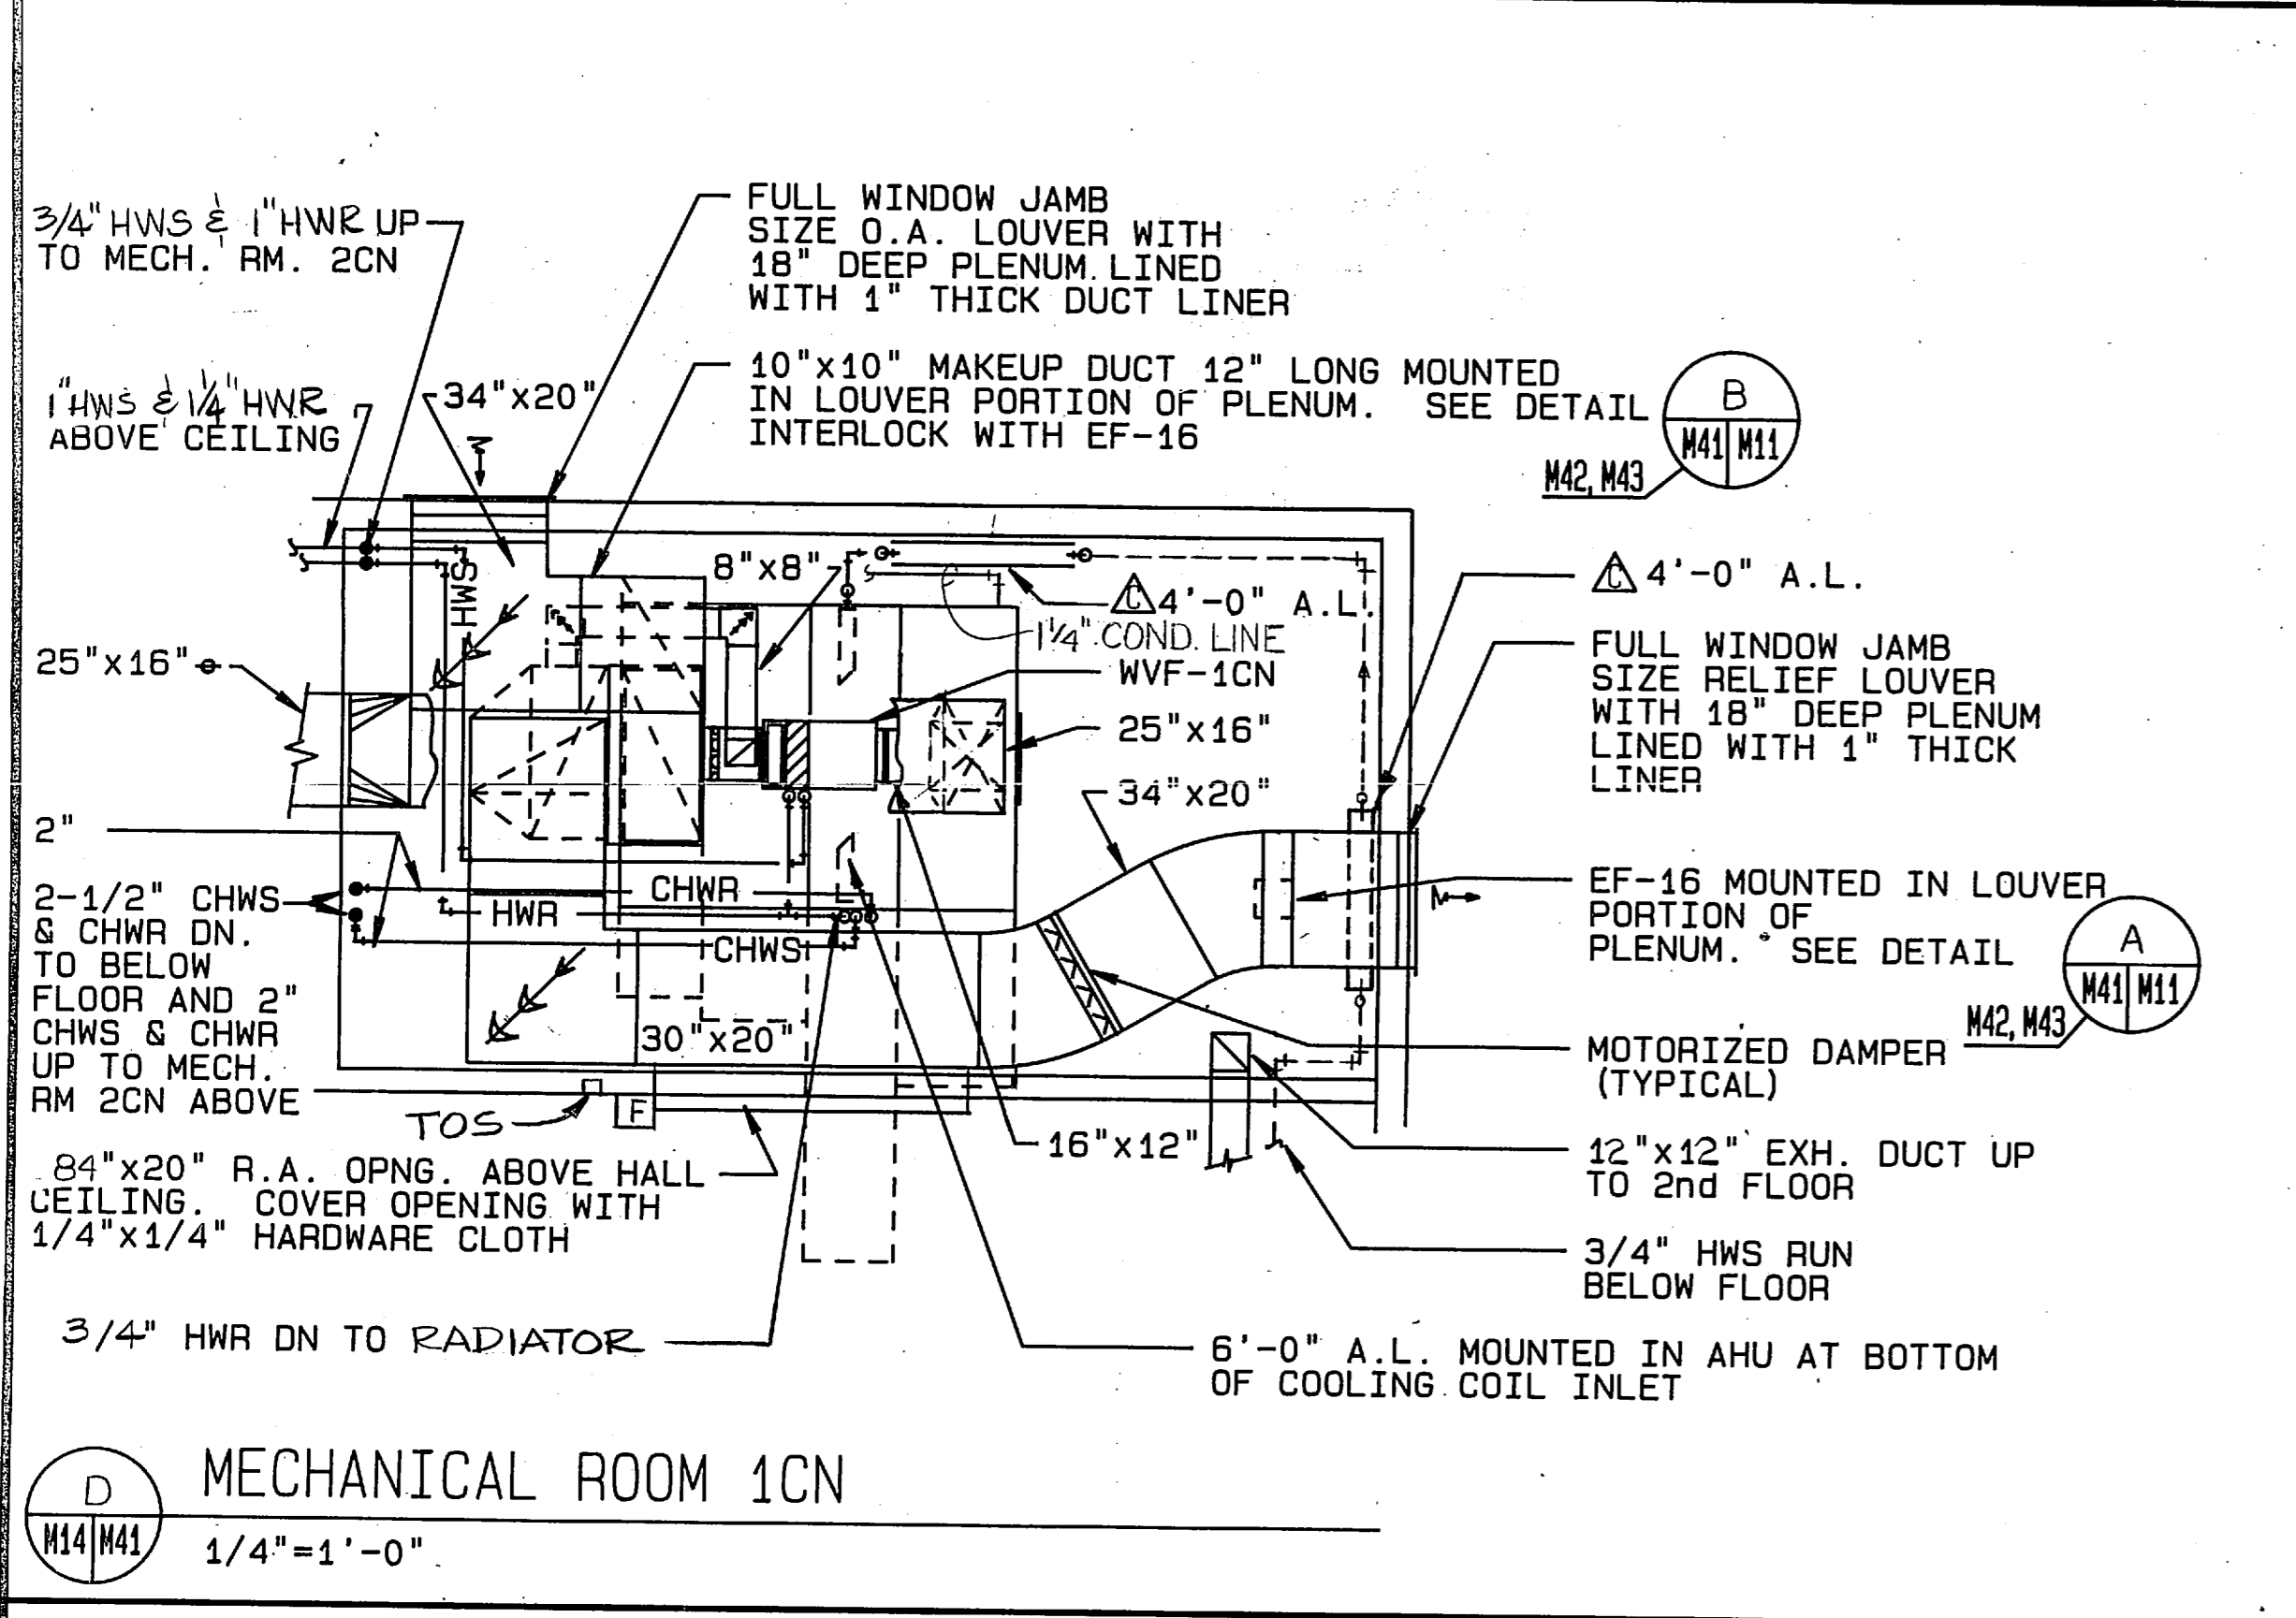 3/4" HWS & 1" HWR UP
TO MECH. RM. 2CN
FULL WINDOW JAMB
SIZE O.A. LOUVER WITH
18" DEEP PLENUM LINED
WITH 1" THICK DUCT LINER
1" HWS & 1 1/4" HWR
ABOVE CEILING
34"x20"
M
10"x10" MAKEUP DUCT 12" LONG MOUNTED
IN LOUVER PORTION OF PLENUM. SEE DETAIL
INTERLOCK WITH EF-16
B
M41 M11
M42, M43
HWS
8"x8"
C 4'-0" A.L.
1 1/4" COND. LINE
C 4'-0" A.L.
25"x16"
WVF-1CN
25"x16"
34"x20"
FULL WINDOW JAMB
SIZE RELIEF LOUVER
WITH 18" DEEP PLENUM
LINED WITH 1" THICK
LINER
2"
2-1/2" CHWS
& CHWR DN.
TO BELOW
FLOOR AND 2"
CHWS & CHWR
UP TO MECH.
RM 2CN ABOVE
CHWR
HWR
CHWS
30"x20"
M
EF-16 MOUNTED IN LOUVER
PORTION OF
PLENUM. SEE DETAIL
A
M41 M11
M42, M43
MOTORIZED DAMPER
(TYPICAL)
TOS
F
16"x12"
12"x12" EXH. DUCT UP
TO 2nd FLOOR
84"x20" R.A. OPNG. ABOVE HALL
CEILING. COVER OPENING WITH
1/4"x1/4" HARDWARE CLOTH
3/4" HWS RUN
BELOW FLOOR
3/4" HWR DN TO RADIATOR
6'-0" A.L. MOUNTED IN AHU AT BOTTOM
OF COOLING COIL INLET
D
M14 M41
MECHANICAL ROOM 1CN
1/4"=1'-0"